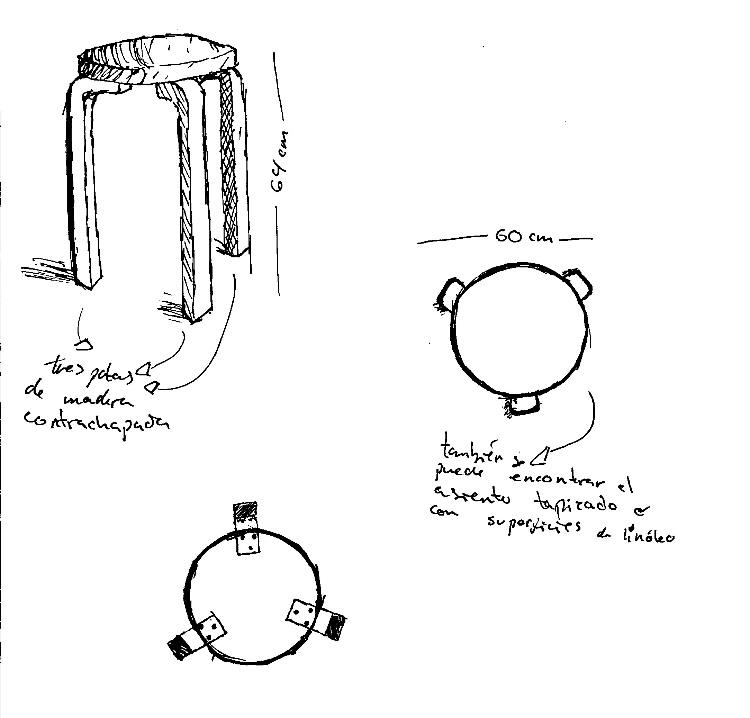 64 cm
tres patas
de madera
contrachapada
60 cm
también se
puede encontrar el
asiento tapizado o
con superficies de linóleo